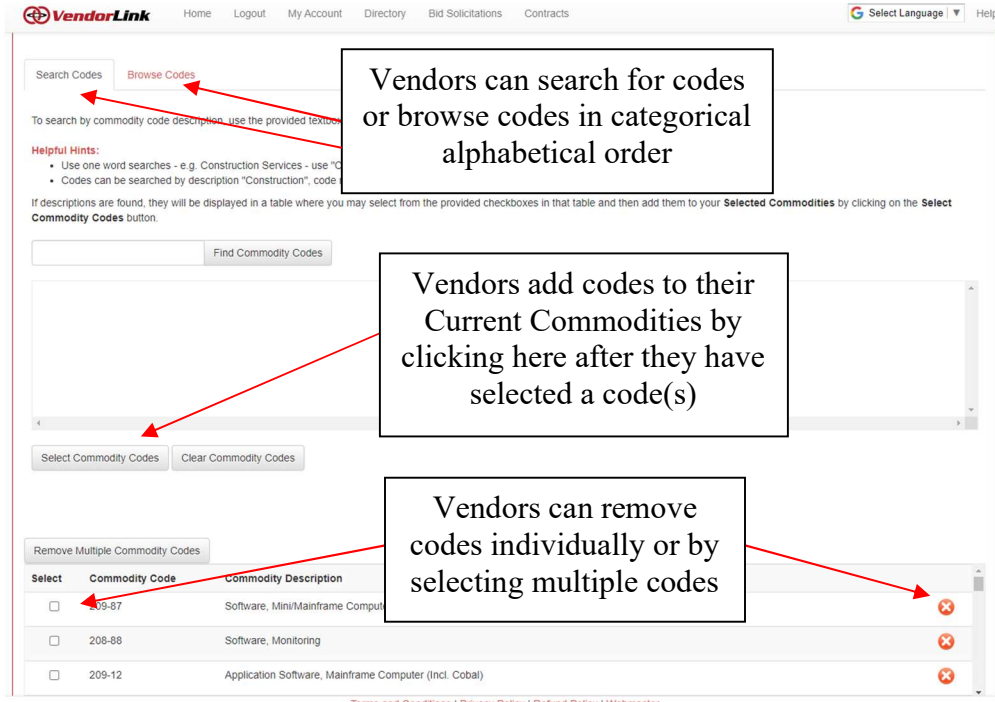 VendorLink Home Logout My Account Directory Bid Solicitations Contracts Select Language ▼ Help
Search Codes Browse Codes
Vendors can search for codes
or browse codes in categorical
alphabetical order
To search by commodity code description, use the provided
Helpful Hints:
• Use one word searches - e.g. Construction Services - use "C
• Codes can be searched by description "Construction", code
If descriptions are found, they will be displayed in a table where you may select from the provided checkboxes in that table and then add them to your Selected Commodities by clicking on the Select
Commodity Codes button.
Find Commodity Codes
Vendors add codes to their
Current Commodities by
clicking here after they have
selected a code(s)
Select Commodity Codes Clear Commodity Codes
Vendors can remove
codes individually or by
selecting multiple codes
Remove Multiple Commodity Codes
Select Commodity Code Commodity Description
209-87 Software, Mini/Mainframe
208-88 Software, Monitoring
209-12 Application Software, Mainframe Computer (Incl. Cobal)